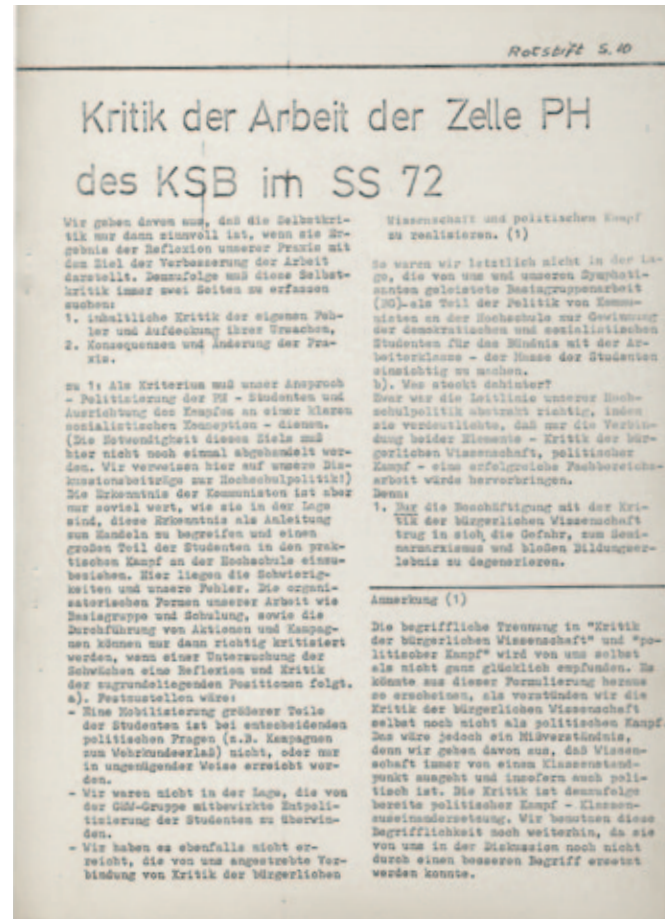 Rotstift S.10
Kritik der Arbeit der Zelle PH
des KSB im SS 72
Wir gehen davon aus, daß die Selbstkri-
tik nur dann sinnvoll ist, wenn sie Er-
gebnis der Reflexion unserer Praxis mit
dem Ziel der Verbesserung der Arbeit
darstellt. Demzufolge muß diese Selbst-
kritik immer zwei Seiten zu erfassen
suchen:
1. inhaltliche Kritik der eigenen Feh-
ler und Aufdeckung ihrer Ursachen,
2. Konsequenzen und Änderung der Pra-
xis.
zu 1: Als Kriterium muß unser Anspruch
- Politisierung der PH - Studenten und
Ausrichtung des Kampfes an einer klaren
sozialistischen Konzeption - dienen.
(Die Notwendigkeit dieses Ziels muß
hier nicht noch einmal abgehandelt wer-
den. Wir verweisen hier auf unsere Dis-
kussionsbeiträge zur Hochschulpolitik!)
Die Erkenntnis der Kommunisten ist aber
nur soviel wert, wie sie in der Lage
sind, diese Erkenntnis als Anleitung
zum Handeln zu begreifen und einen
großen Teil der Studenten in den prak-
tischen Kampf an der Hochschule einzu-
beziehen. Hier liegen die Schwierig-
keiten und unsere Fehler. Die organi-
satorischen Formen unserer Arbeit wie
Basisgruppe und Schulung, sowie die
Durchführung von Aktionen und Kampag-
nen können nur dann richtig kritisiert
werden, wenn einer Untersuchung der
Schwächen eine Reflexion und Kritik
der zugrundeliegenden Positionen folgt.
a). Festzustellen wäre:
- Eine Mobilisierung größerer Teile
der Studenten ist bei entscheidenden
politischen Fragen (z.B. Kampagnen
zum Wehrkundeerlaß) nicht, oder nur
in ungenügender Weise erreicht wor-
den.
- Wir waren nicht in der Lage, die von
der GEW-Gruppe mitbewirkte Entpoli-
tisierung der Studenten zu überwin-
den.
- Wir haben es ebenfalls nicht er-
reicht, die von uns angestrebte Ver-
bindung von Kritik der bürgerlichen
Wissenschaft und politischen Kampf
zu realisieren. (1)
So waren wir letztlich nicht in der La-
ge, die von uns und unseren Sympathi-
santen geleistete Basisgruppenarbeit
(BG) als Teil der Politik von Kommu-
nisten an der Hochschule zur Gewinnung
der demokratischen und sozialistischen
Studenten für das Bündnis mit der Ar-
beiterklasse - der Masse der Studenten
einsichtig zu machen.
b). Was steckt dahinter?
Zwar war die Leitlinie unserer Hoch-
schulpolitik abstrakt richtig, indem
sie verdeutlichte, daß nur die Verbin-
dung beider Elemente - Kritik der bür-
gerlichen Wissenschaft, politischer
Kampf - eine erfolgreiche Fachbereichs-
arbeit würde hervorbringen.
Denn:
1. Nur die Beschäftigung mit der Kri-
tik der bürgerlichen Wissenschaft
trug in sich die Gefahr, zum Semi-
narmarxismus und bloßen Bildungser-
lebnis zu degenerieren.
Anmerkung (1)
Die begriffliche Trennung in "Kritik
der bürgerlichen Wissenschaft" und "po-
litischer Kampf" wird von uns selbst
als nicht ganz glücklich empfunden. Es
könnte aus dieser Formulierung heraus
so erscheinen, als verstünden wir die
Kritik der bürgerlichen Wissenschaft
selbst noch nicht als politischen Kampf.
Das wäre jedoch ein Mißverständnis,
denn wir gehen davon aus, daß Wissen-
schaft immer von einem Klassenstand-
punkt ausgeht und insofern auch poli-
tisch ist. Die Kritik ist demzufolge
bereits politischer Kampf - Klassen-
auseinandersetzung. Wir benutzen diese
Begrifflichkeit noch weiterhin, da sie
von uns in der Diskussion noch nicht
durch einen besseren Begriff ersetzt
werden konnte.